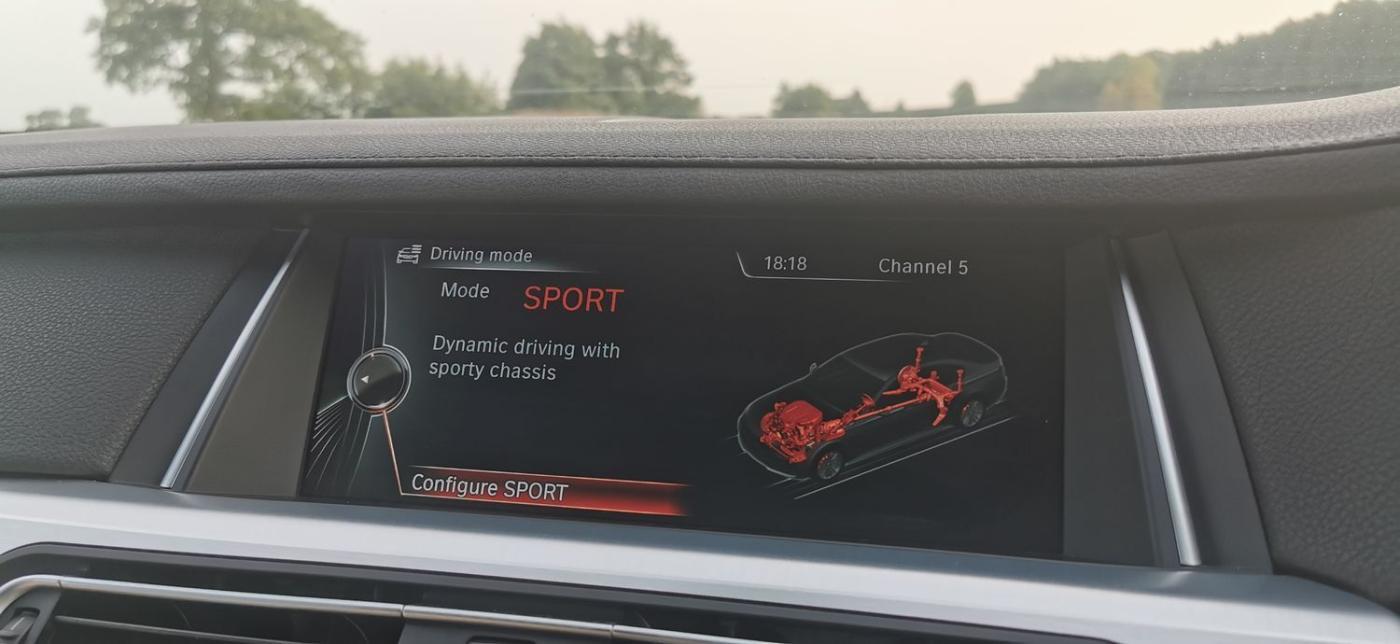 Driving mode
18:18
Channel 5
Mode
SPORT
Dynamic driving with
sporty chassis
Configure SPORT